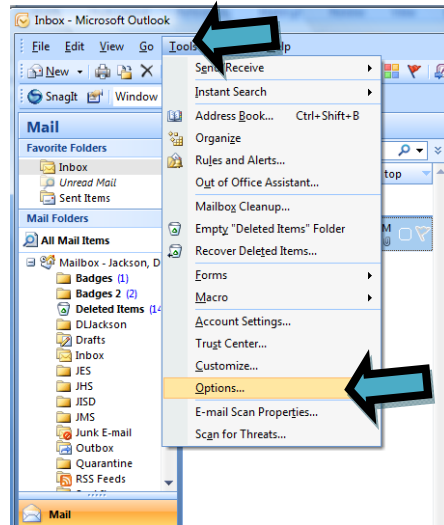 Inbox - Microsoft Outlook
File Edit View Go Tools
New
SnagIt Window
Mail
Favorite Folders
Inbox
Unread Mail
Sent Items
Mail Folders
All Mail Items
Mailbox - Jackson, D
Badges (1)
Badges 2 (2)
Deleted Items (14
DLJackson
Drafts
Inbox
JES
JHS
JISD
JMS
Junk E-mail
Outbox
Quarantine
RSS Feeds
Mail
Send/Receive
Instant Search
Address Book... Ctrl+Shift+B
Organize
Rules and Alerts...
Out of Office Assistant...
Mailbox Cleanup...
Empty "Deleted Items" Folder
Recover Deleted Items...
Forms
Macro
Account Settings...
Trust Center...
Customize...
Options...
E-mail Scan Properties...
Scan for Threats...
top
M